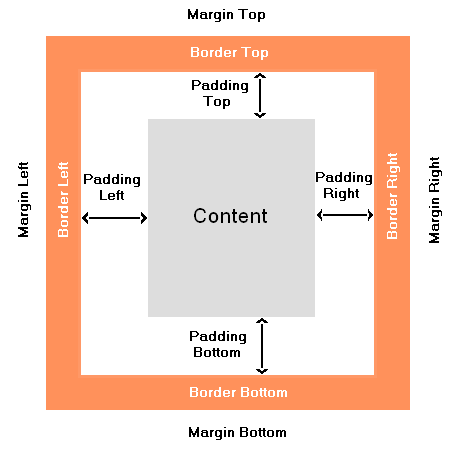 Margin Top
Border Top
Padding
Top
Margin Left
Border Left
Padding
Left
Content
Padding
Right
Border Right
Margin Right
Padding
Bottom
Border Bottom
Margin Bottom